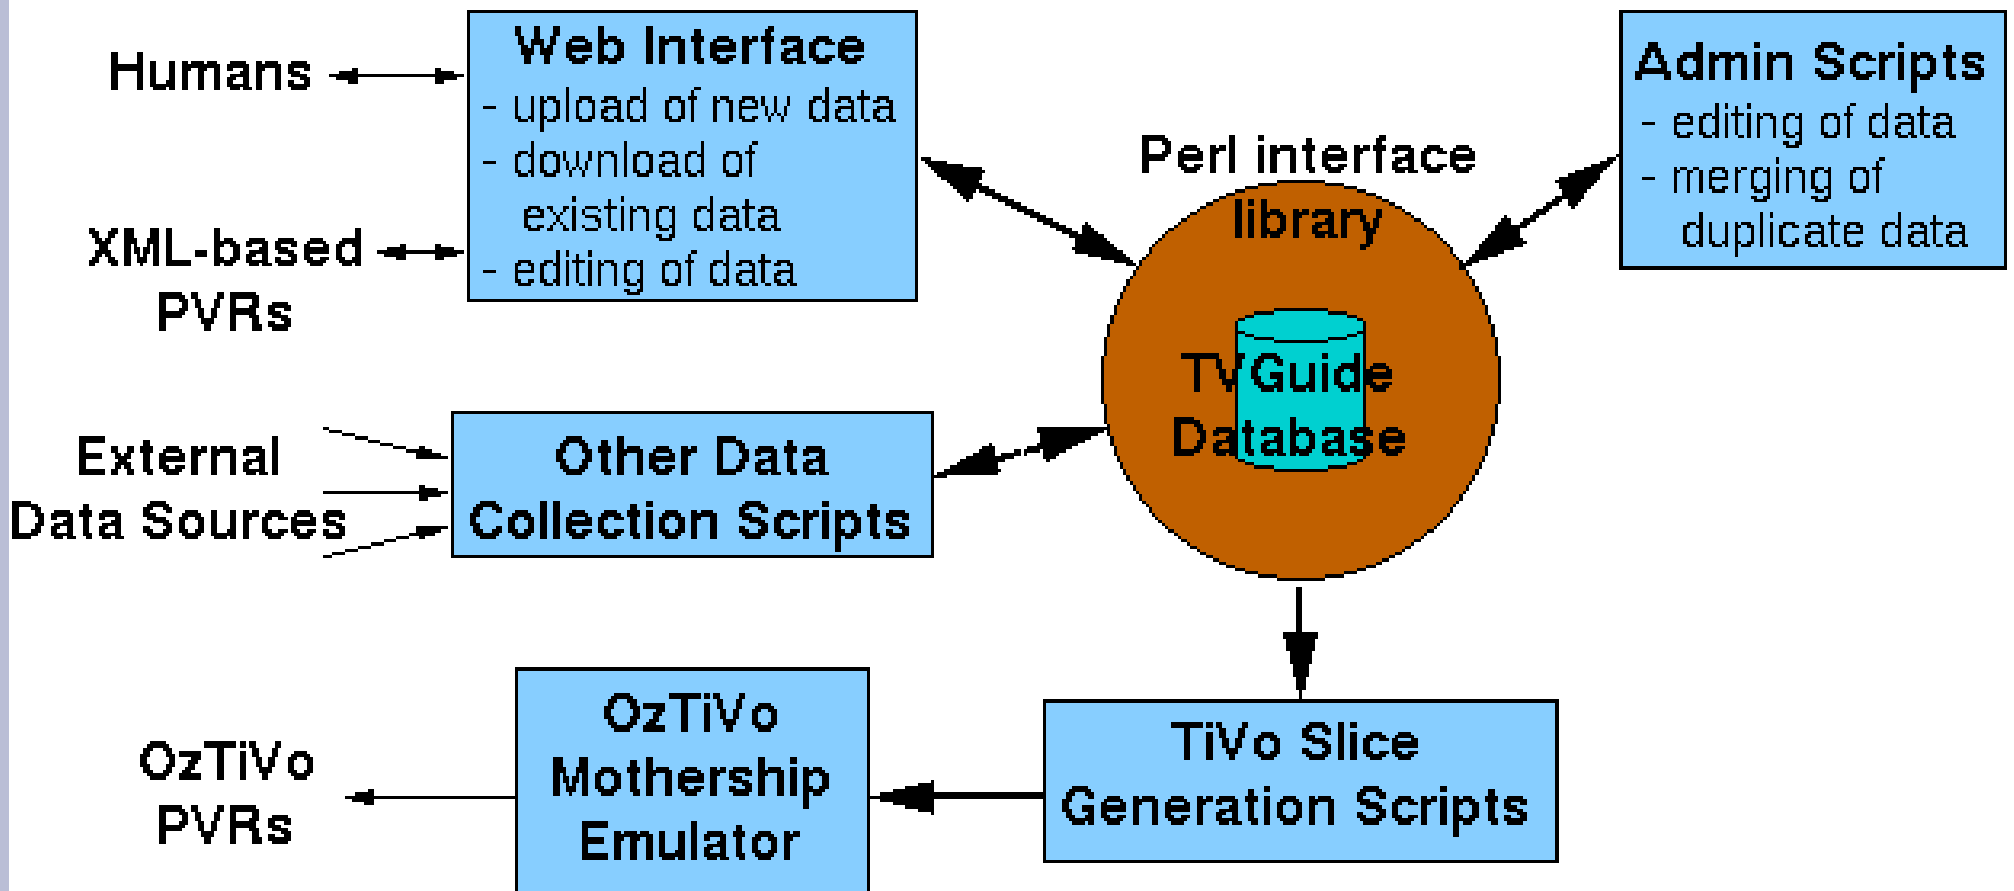 Humans
Web Interface
- upload of new data
- download of
existing data
- editing of data
XML-based
PVRs
Admin Scripts
- editing of data
- merging of
duplicate data
Perl interface
library
TVGuide
Database
External
Data Sources
Other Data
Collection Scripts
OzTiVo
PVRs
OzTiVo
Mothership
Emulator
TiVo Slice
Generation Scripts